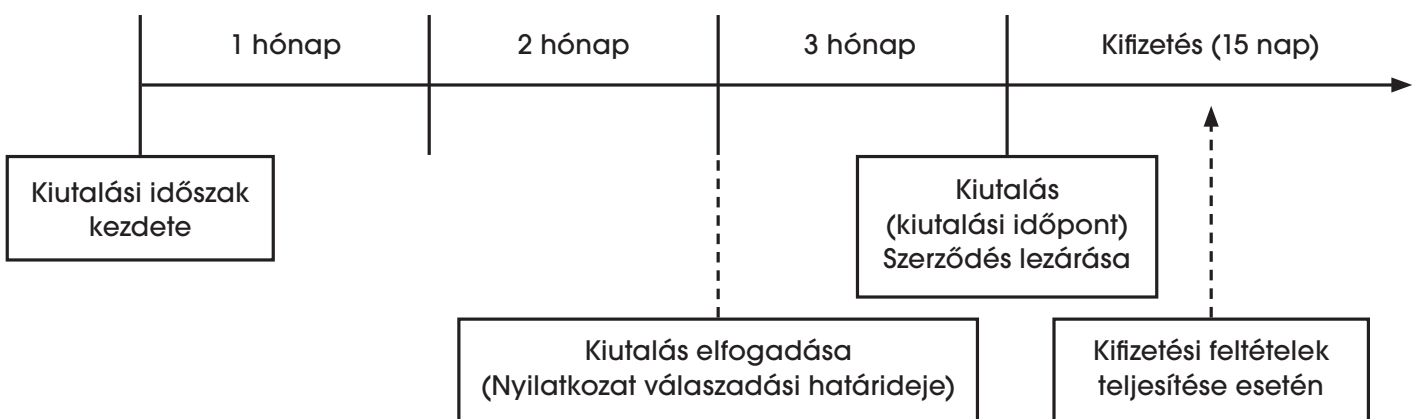 1 hónap
2 hónap
3 hónap
Kifizetés (15 nap)
Kiutalási időszak
kezdete
Kiutalás
(kiutalási időpont)
Szerződés lezárása
Kiutalás elfogadása
(Nyilatkozat válaszadási határideje)
Kifizetési feltételek
teljesítése esetén